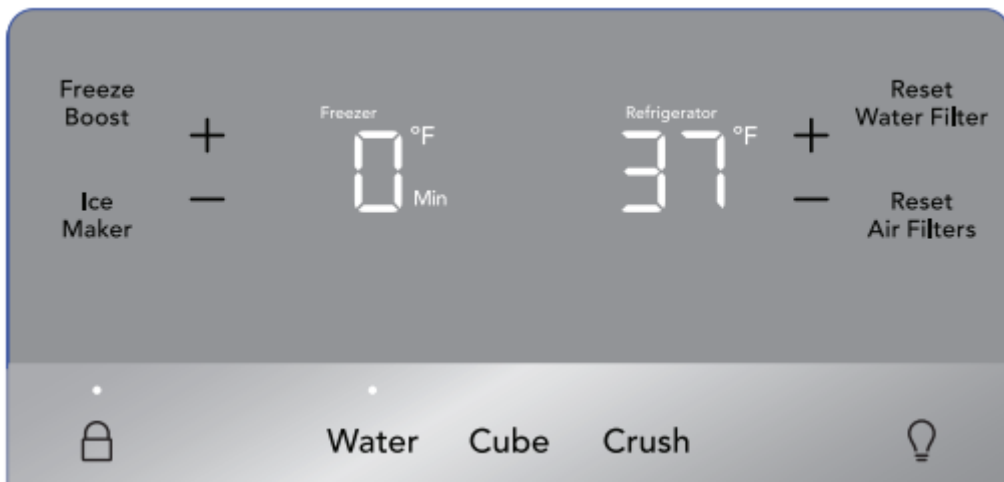 Freeze
Boost
+
−
Ice
Maker
Freezer
0 °F
Min
Refrigerator
37 °F
+
−
Reset
Water Filter
Reset
Air Filters
Water Cube Crush